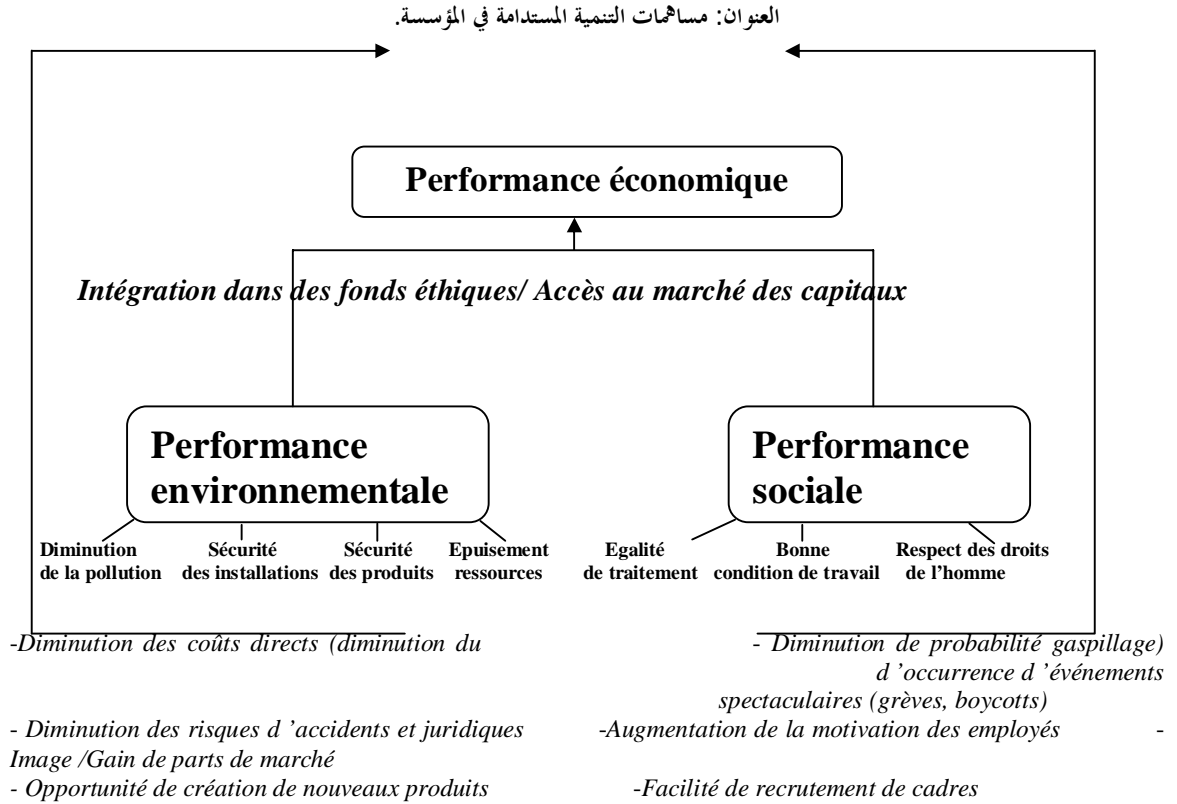 العنوان: مساهمات التنمية المستدامة في المؤسسة.
Performance économique
Intégration dans des fonds éthiques/ Accès au marché des capitaux
Performance
environnementale
Performance
sociale
Diminution
de la pollution
Sécurité
des installations
Sécurité
des produits
Epuisement
ressources
Egalité
de traitement
Bonne
condition de travail
Respect des droits
de l’homme
-Diminution des coûts directs (diminution du - Diminution de probabilité gaspillage)
d ’occurrence d ’événements
spectaculaires (grèves, boycotts)
- Diminution des risques d ’accidents et juridiques -Augmentation de la motivation des employés -
Image /Gain de parts de marché
- Opportunité de création de nouveaux produits -Facilité de recrutement de cadres